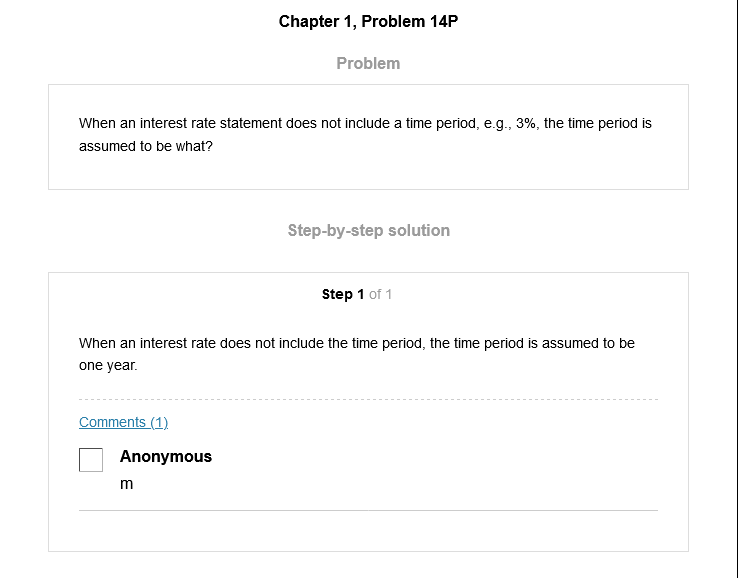 Chapter 1, Problem 14P
Problem
When an interest rate statement does not include a time period, e.g., 3%, the time period is
assumed to be what?
Step-by-step solution
Step 1 of 1
When an interest rate does not include the time period, the time period is assumed to be
one year.
Comments (1)
Anonymous
m